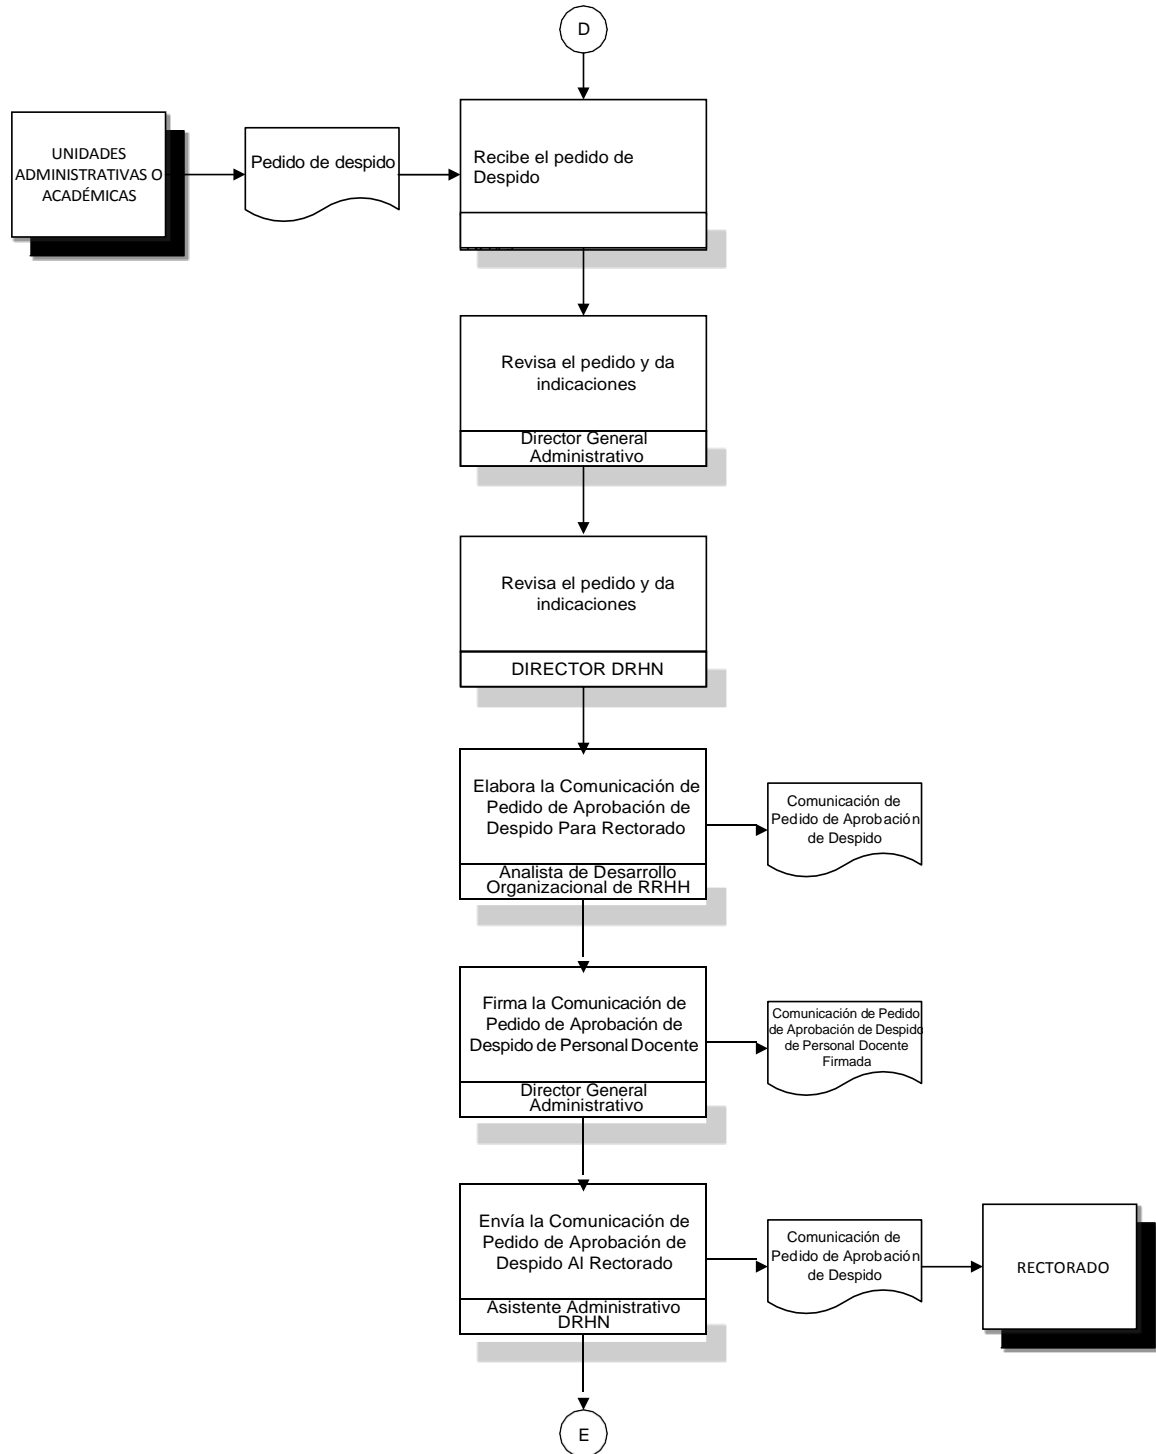 D
UNIDADES
ADMINISTRATIVAS O
ACADÉMICAS
Pedido de despido
Recibe el pedido de
Despido
Revisa el pedido y da
indicaciones
Director General
Administrativo
Revisa el pedido y da
indicaciones
DIRECTOR DRHN
Elabora la Comunicación de
Pedido de Aprobación de
Despido Para Rectorado
Analista de Desarrollo
Organizacional de RRHH
Comunicación de
Pedido de Aprobación
de Despido
Firma la Comunicación de
Pedido de Aprobación de
Despido de Personal Docente
Director General
Administrativo
Comunicación de Pedido
de Aprobación de Despido
de Personal Docente
Firmada
Envía la Comunicación de
Pedido de Aprobación de
Despido Al Rectorado
Asistente Administrativo
DRHN
Comunicación de
Pedido de Aprobación
de Despido
RECTORADO
E